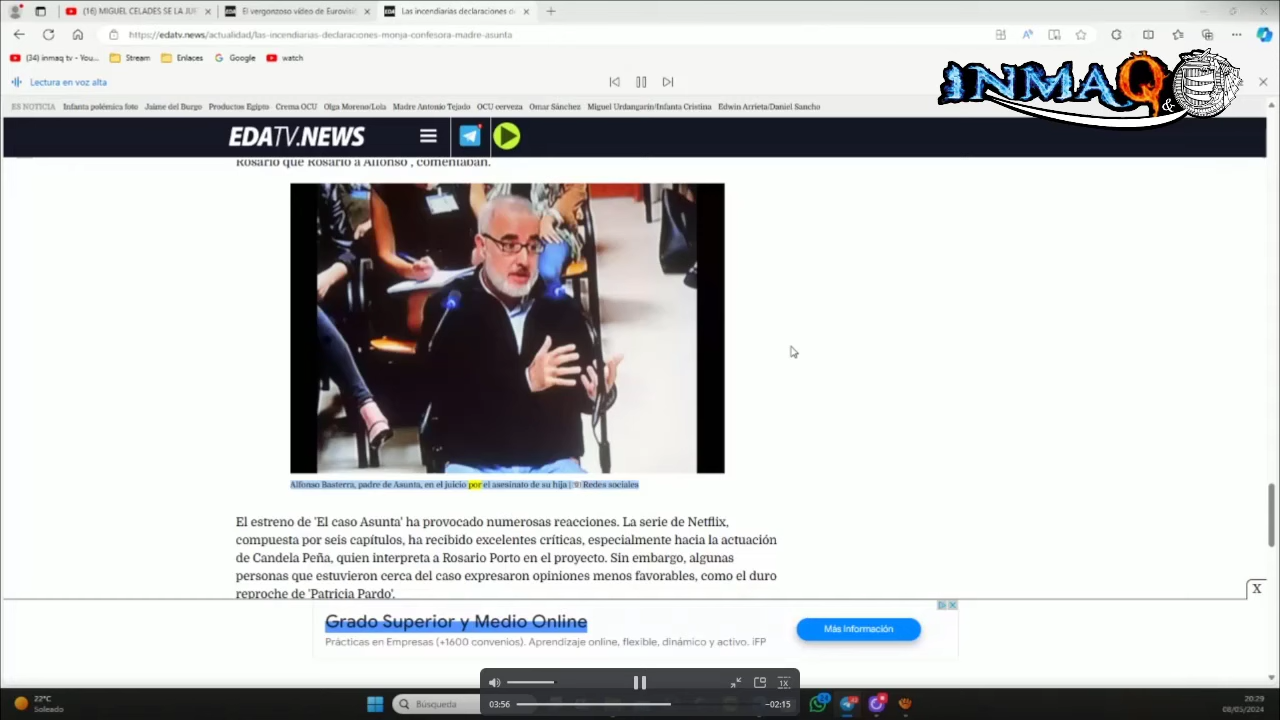 (16) MIGUEL CELADES SE LA JUE
El vergonzoso vídeo de Eurovisió
Las incendiarias declaraciones de
https://edatv.news/actualidad/las-incendiarias-declaraciones-monja-confesora-madre-asunta
(34) inmaq tv - You...
Stream
Enlaces
Google
watch
Lectura en voz alta
INMAQ &
ES NOTICIA Infanta polémica foto Jaime del Burgo Productos Egipto Crema OCU Olga Moreno/Lola Madre Antonio Tejado OCU cerveza Omar Sánchez Miguel Urdangarín/Infanta Cristina Edwin Arrieta/Daniel Sancho
EDATV.NEWS
Rosario que Rosario a Alfonso", comentaban.
Alfonso Basterra, padre de Asunta, en el juicio por el asesinato de su hija | Redes sociales
El estreno de 'El caso Asunta' ha provocado numerosas reacciones. La serie de Netflix,
compuesta por seis capítulos, ha recibido excelentes críticas, especialmente hacia la actuación
de Candela Peña, quien interpreta a Rosario Porto en el proyecto. Sin embargo, algunas
personas que estuvieron cerca del caso expresaron opiniones menos favorables, como el duro
reproche de 'Patricia Pardo'.
X
Grado Superior y Medio Online
Prácticas en Empresas (+1600 convenios). Aprendizaje online, flexible, dinámico y activo. iFP
Más Información
1X
03:56
-02:15
22°C
Soleado
Búsqueda
20:29
08/05/2024